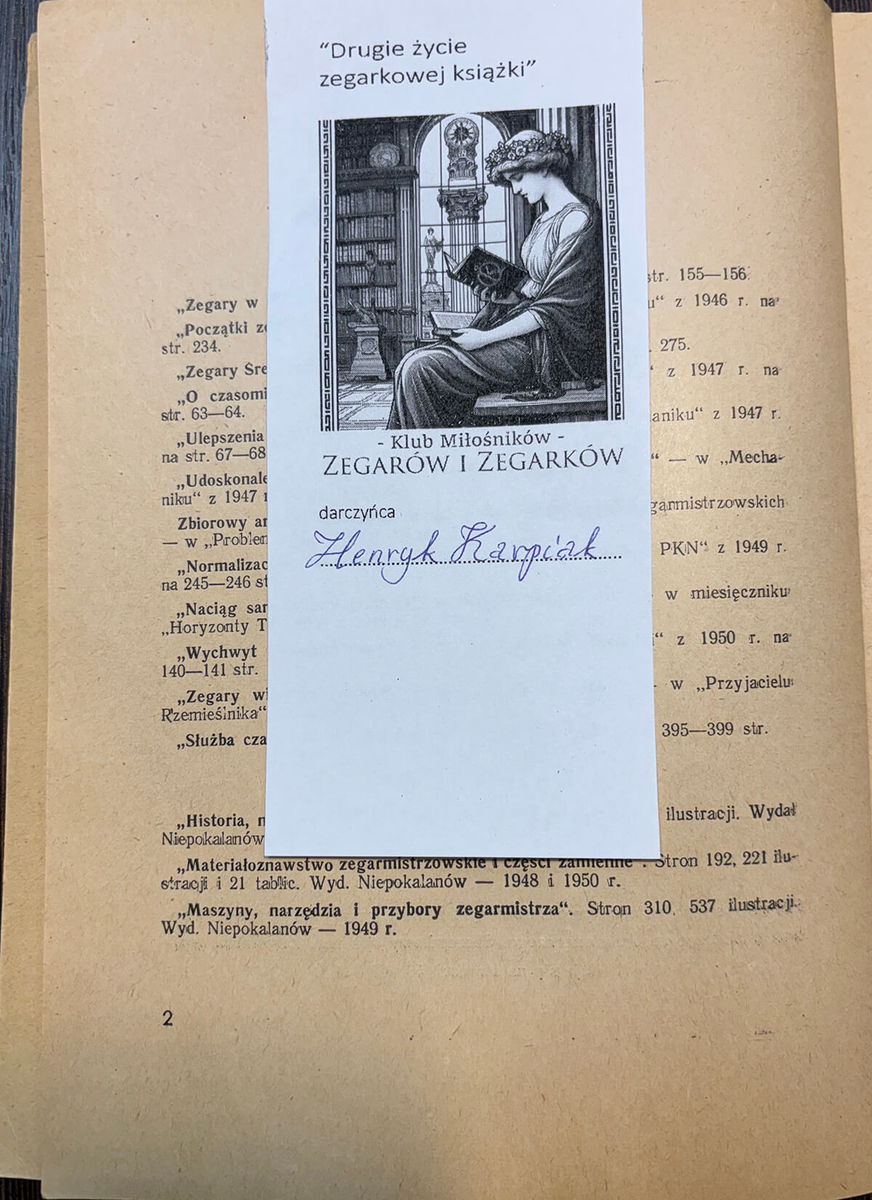 "Drugie życie
zegarkowej książki"
- Klub Miłośników -
ZEGARÓW I ZEGARKÓW
darczyńca
Henryk Karpiak
str. 155—156
„Zegary w u“ z 1946 r. na
„Początki
str. 234. 275.
„Zegary Śre “ z 1947 r. na
„O czasomi aniku“ z 1947 r.
str. 63—64.
„Ulepszenia “ — w „Mecha-
na str. 67—68
„Udoskonale garmistrzowskich
niku“ z 1947
Zbiorowy PKN“ z 1949 r.
— w „Problem
„Normalizac w miesięczniku
na 245—246 st
„Naciąg sar “ z 1950 r. na
„Horyzonty T
„Wychwyt w „Przyjacielu
140—141 str.
„Zegary wi 395—399 str.
Rzemieślnika“
„Służba cza
„Historia, ilustracji. Wydał
Niepokalanów
„Materiałoznawstwo zegarmistrzowskie i części zamienne“. Stron 192, 221 ilu-
stracji i 21 tablic. Wyd. Niepokalanów — 1948 i 1950 r.
„Maszyny, narzędzia i przybory zegarmistrza“. Stron 310, 537 ilustracji.
Wyd. Niepokalanów — 1949 r.
2